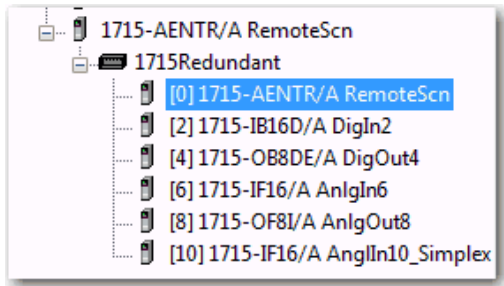 1715-AENTR/A RemoteScn
1715Redundant
[0] 1715-AENTR/A RemoteScn
[2] 1715-IB16D/A DigIn2
[4] 1715-OB8DE/A DigOut4
[6] 1715-IF16/A AnlgIn6
[8] 1715-OF8I/A AnlgOut8
[10] 1715-IF16/A AnglIn10_Simplex